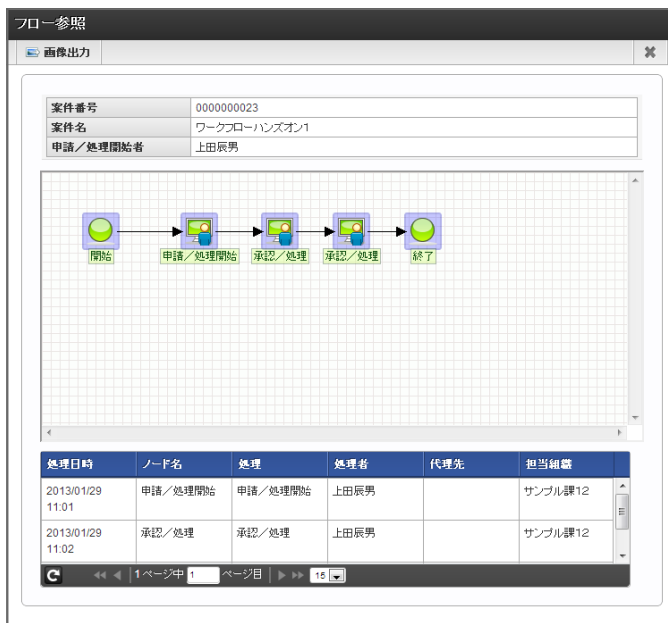 フロー参照
画像出力
案件番号 0000000023
案件名 ワークフローハンズオン1
申請／処理開始者 上田辰男
開始 申請／処理開始 承認／処理 承認／処理 終了
処理日時 ノード名 処理 処理者 代理先 担当組織
2013/01/29 11:01 申請／処理開始 申請／処理開始 上田辰男 サンプル課12
2013/01/29 11:02 承認／処理 承認／処理 上田辰男 サンプル課12
1 ページ中 1 ページ目 15